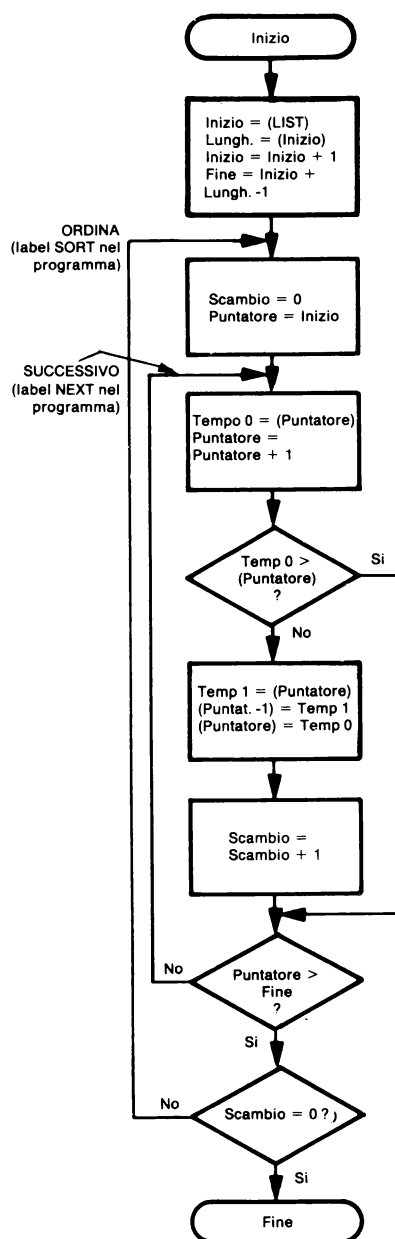 Inizio
Inizio = (LIST)
Lungh. = (Inizio)
Inizio = Inizio + 1
Fine = Inizio +
Lungh. -1
ORDINA
(label SORT nel
programma)
Scambio = 0
Puntatore = Inizio
SUCCESSIVO
(label NEXT nel
programma)
Tempo 0 = (Puntatore)
Puntatore =
Puntatore + 1
Temp 0 >
(Puntatore)
?
Si
No
Temp 1 = (Puntatore)
(Puntat. -1) = Temp 1
(Puntatore) = Temp 0
Scambio =
Scambio + 1
Puntatore >
Fine
?
No
Si
Scambio = 0 ?)
No
Si
Fine